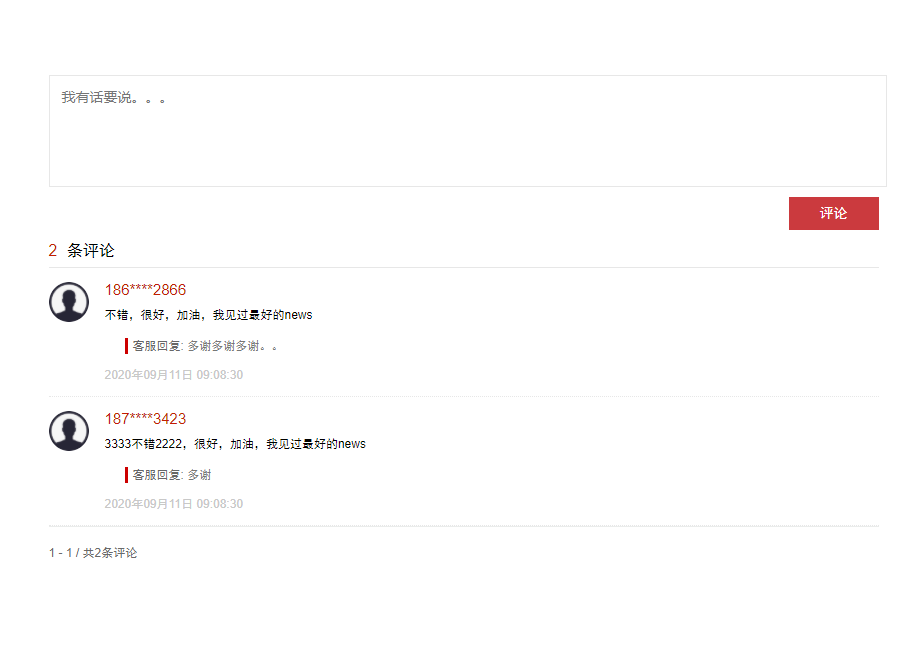 我有话要说。。。
评论
2 条评论
186****2866
不错，很好，加油，我见过最好的news
客服回复: 多谢多谢多谢。。
2020年09月11日 09:08:30
187****3423
3333不错2222，很好，加油，我见过最好的news
客服回复: 多谢
2020年09月11日 09:08:30
1 - 1 / 共2条评论